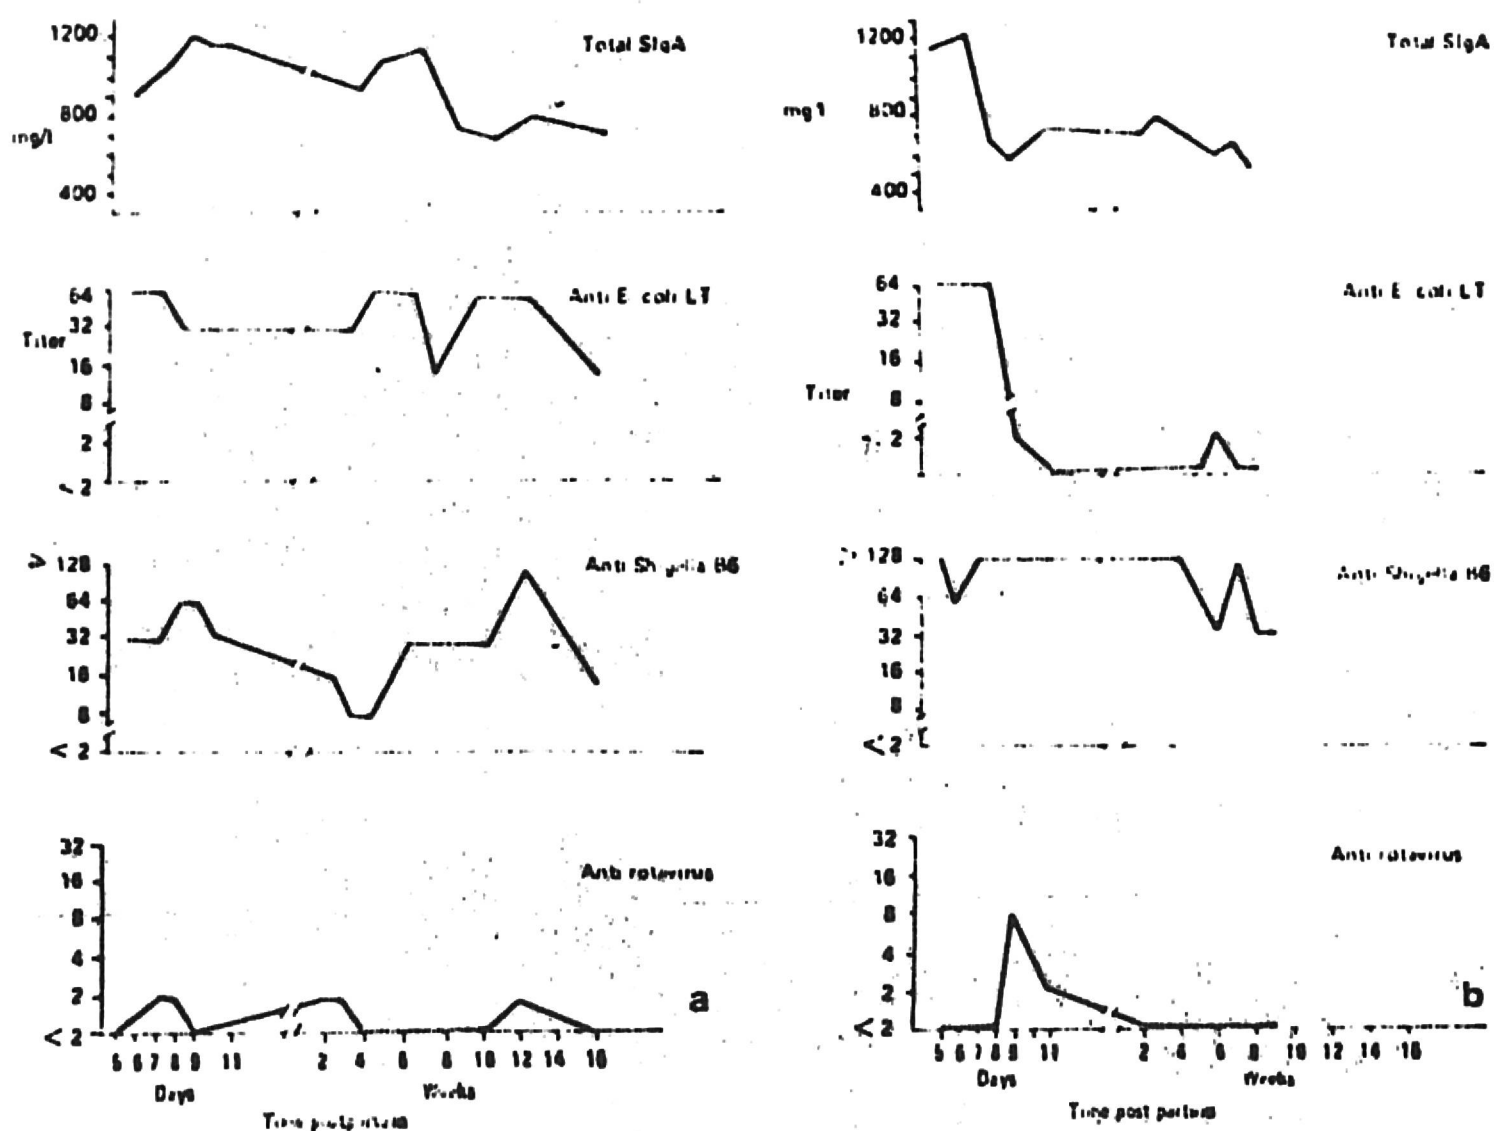 1200
Total SIgA
800
mg/l
400
64
Anti E coli LT
32
Titer
16
8
2
< 2
⩾ 128
Anti Shigella B6
64
32
16
8
< 2
32
Anti rotavirus
16
8
4
2
a
< 2
5 6 7 8 9 11 2 4 6 8 10 12 14 16
Days Weeks
Time post partum
1200
Total SIgA
mg l
800
400
64
Anti E coli LT
32
16
Titer
8
2
128
Anti Shigella B6
64
32
16
8
< 2
32
Anti rotavirus
16
8
4
2
b
< 2
5 6 7 8 9 11 2 4 6 8 10 12 14 16
Days Weeks
Time post partum